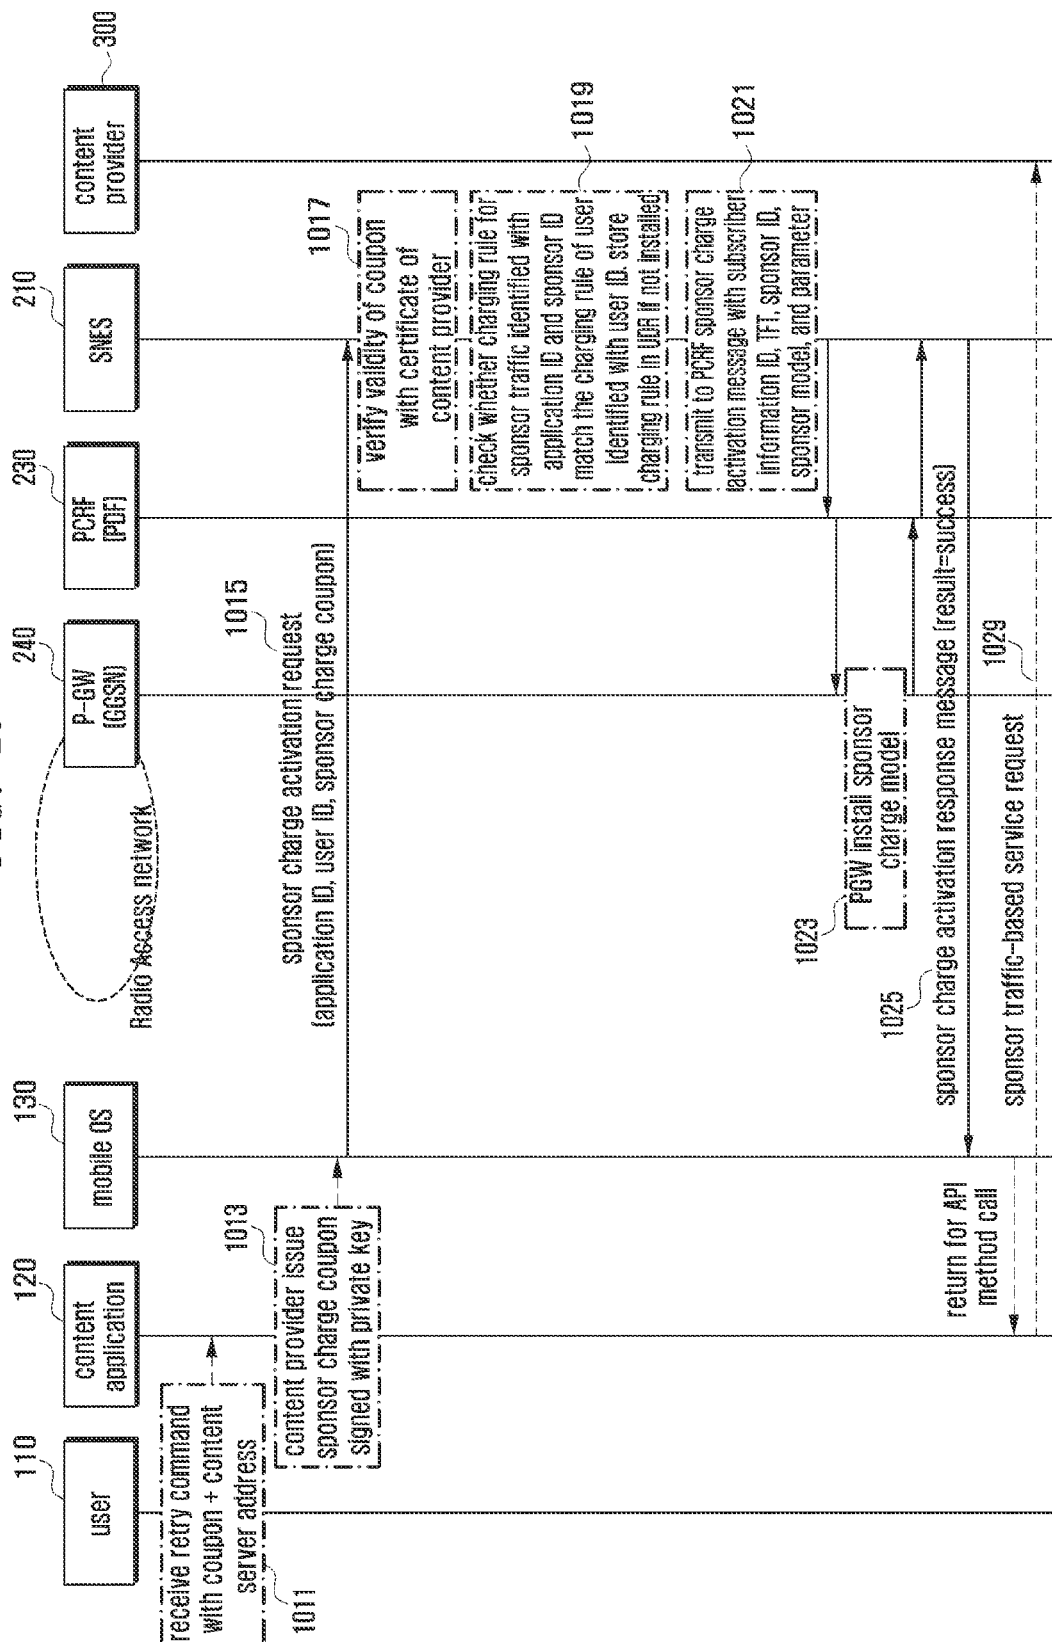 110
user
120
content
application
130
mobile OS
Radio Access network
240
P-GW
(GGSN)
230
PCRF
(PDF)
210
SNES
300
content
provider
receive retry command
with coupon + content
server address
1011
content provider issue
sponsor charge coupon
signed with private key
1013
sponsor charge activation request
(application ID, user ID, sponsor charge coupon)
1015
verify validity of coupon
with certificate of
content provider
1017
check whether charging rule for
sponsor traffic identified with
application ID and sponsor ID
match the charging rule of user
Identified with user ID. store
charging rule in UDR if not installed
1019
transmit to PCRF sponsor charge
activation message with subscriber
information ID, TFT, sponsor ID,
sponsor model, and parameter
1021
PGW install sponsor
charge model
1023
sponsor charge activation response message (result=success)
1025
return for API
method call
sponsor traffic-based service request
1029